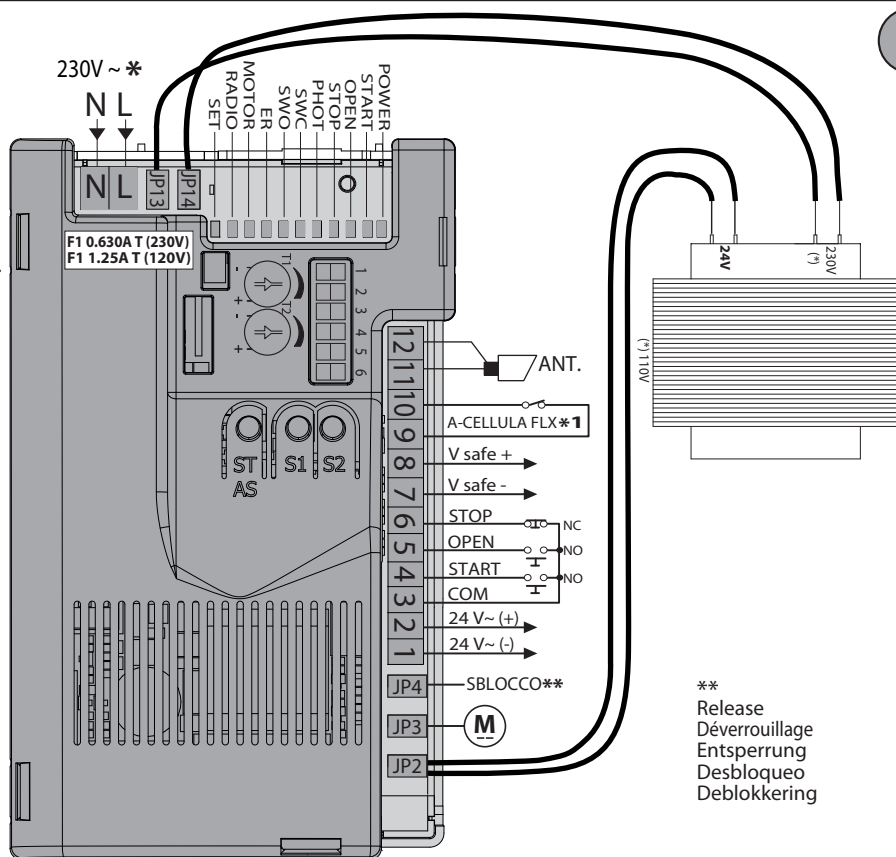 230V ~ *
N L
POWER
START
OPEN
STOP
PHOT
SWC
SWO
ER
MOTOR
RADIO
SET
N L JP13 JP14
F1 0.630A T (230V)
F1 1.25A T (120V)
T1
- +
T2
- +
1
2
3
4
5
6
ST
AS
S1 S2
12
11 ANT.
10
A-CELLULA FLX*1
9
8 V safe +
7 V safe -
6 STOP NC
5 OPEN NO
4 START NO
3 COM
2 24 V~ (+)
1 24 V~ (-)
JP4 SBLOCCO**
JP3 M
JP2
24V
230V
(*)
(*) 110V
**
Release
Déverrouillage
Entsperrung
Desbloqueo
Deblokkering